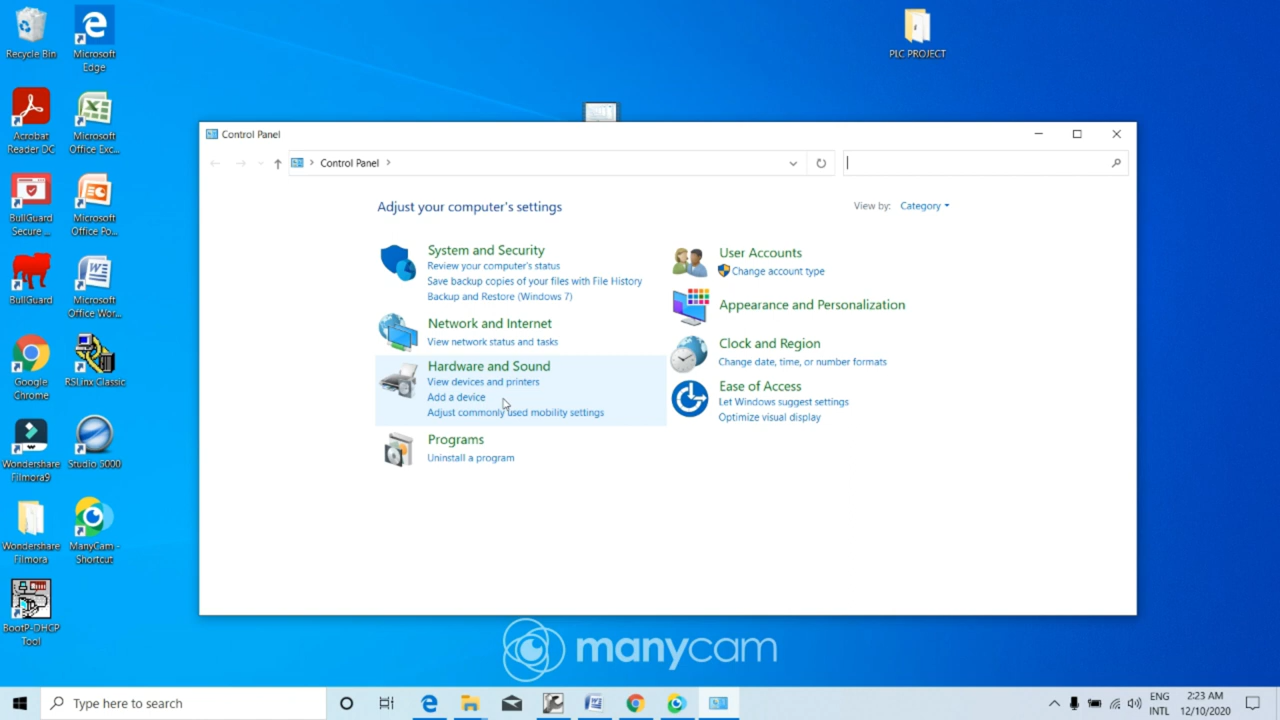 Recycle Bin
Microsoft
Edge
PLC PROJECT
Acrobat
Reader DC
Microsoft
Office Exc...
BullGuard
Secure ...
Microsoft
Office Po...
BullGuard
Microsoft
Office Wor...
Google
Chrome
RSLinx Classic
Wondershare
Filmora9
Studio 5000
Wondershare
Filmora
ManyCam -
Shortcut
BootP-DHCP
Tool
Control Panel
Control Panel
Adjust your computer's settings
View by: Category
System and Security
Review your computer's status
Save backup copies of your files with File History
Backup and Restore (Windows 7)
Network and Internet
View network status and tasks
Hardware and Sound
View devices and printers
Add a device
Adjust commonly used mobility settings
Programs
Uninstall a program
User Accounts
Change account type
Appearance and Personalization
Clock and Region
Change date, time, or number formats
Ease of Access
Let Windows suggest settings
Optimize visual display
manycam
Type here to search
ENG
INTL
2:23 AM
12/10/2020